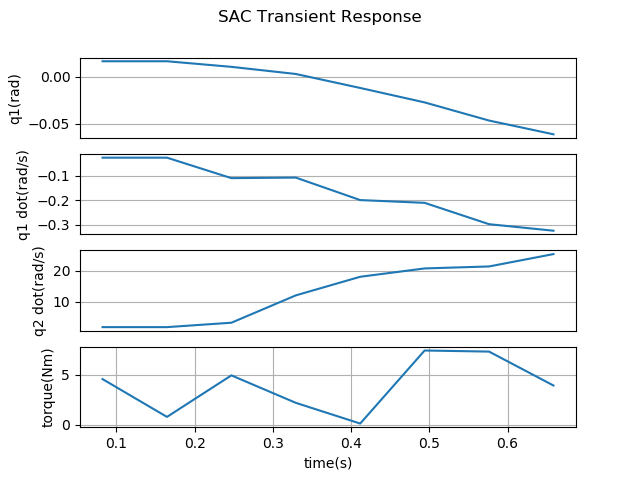 SAC Transient Response
q1(rad)
0.00
−0.05
q1 dot(rad/s)
−0.1
−0.2
−0.3
q2 dot(rad/s)
20
10
torque(Nm)
5
0
0.1 0.2 0.3 0.4 0.5 0.6
time(s)